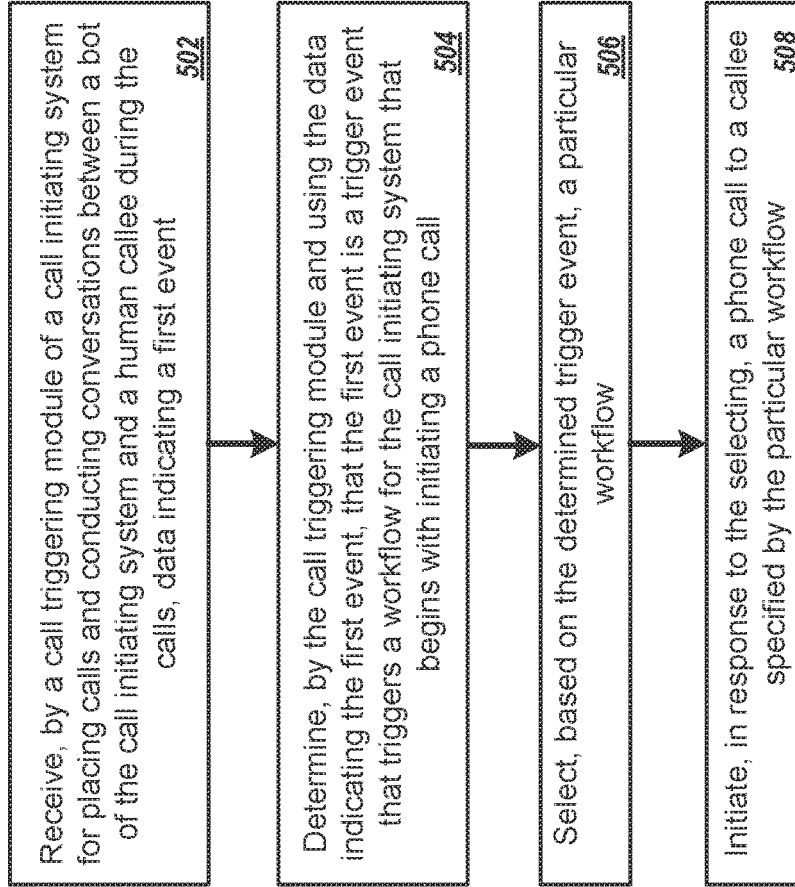 Receive, by a call triggering module of a call initiating system
for placing calls and conducting conversations between a bot
of the call initiating system and a human callee during the
calls, data indicating a first event
502
Determine, by the call triggering module and using the data
indicating the first event, that the first event is a trigger event
that triggers a workflow for the call initiating system that
begins with initiating a phone call
504
Select, based on the determined trigger event, a particular
workflow
506
Initiate, in response to the selecting, a phone call to a callee
specified by the particular workflow
508